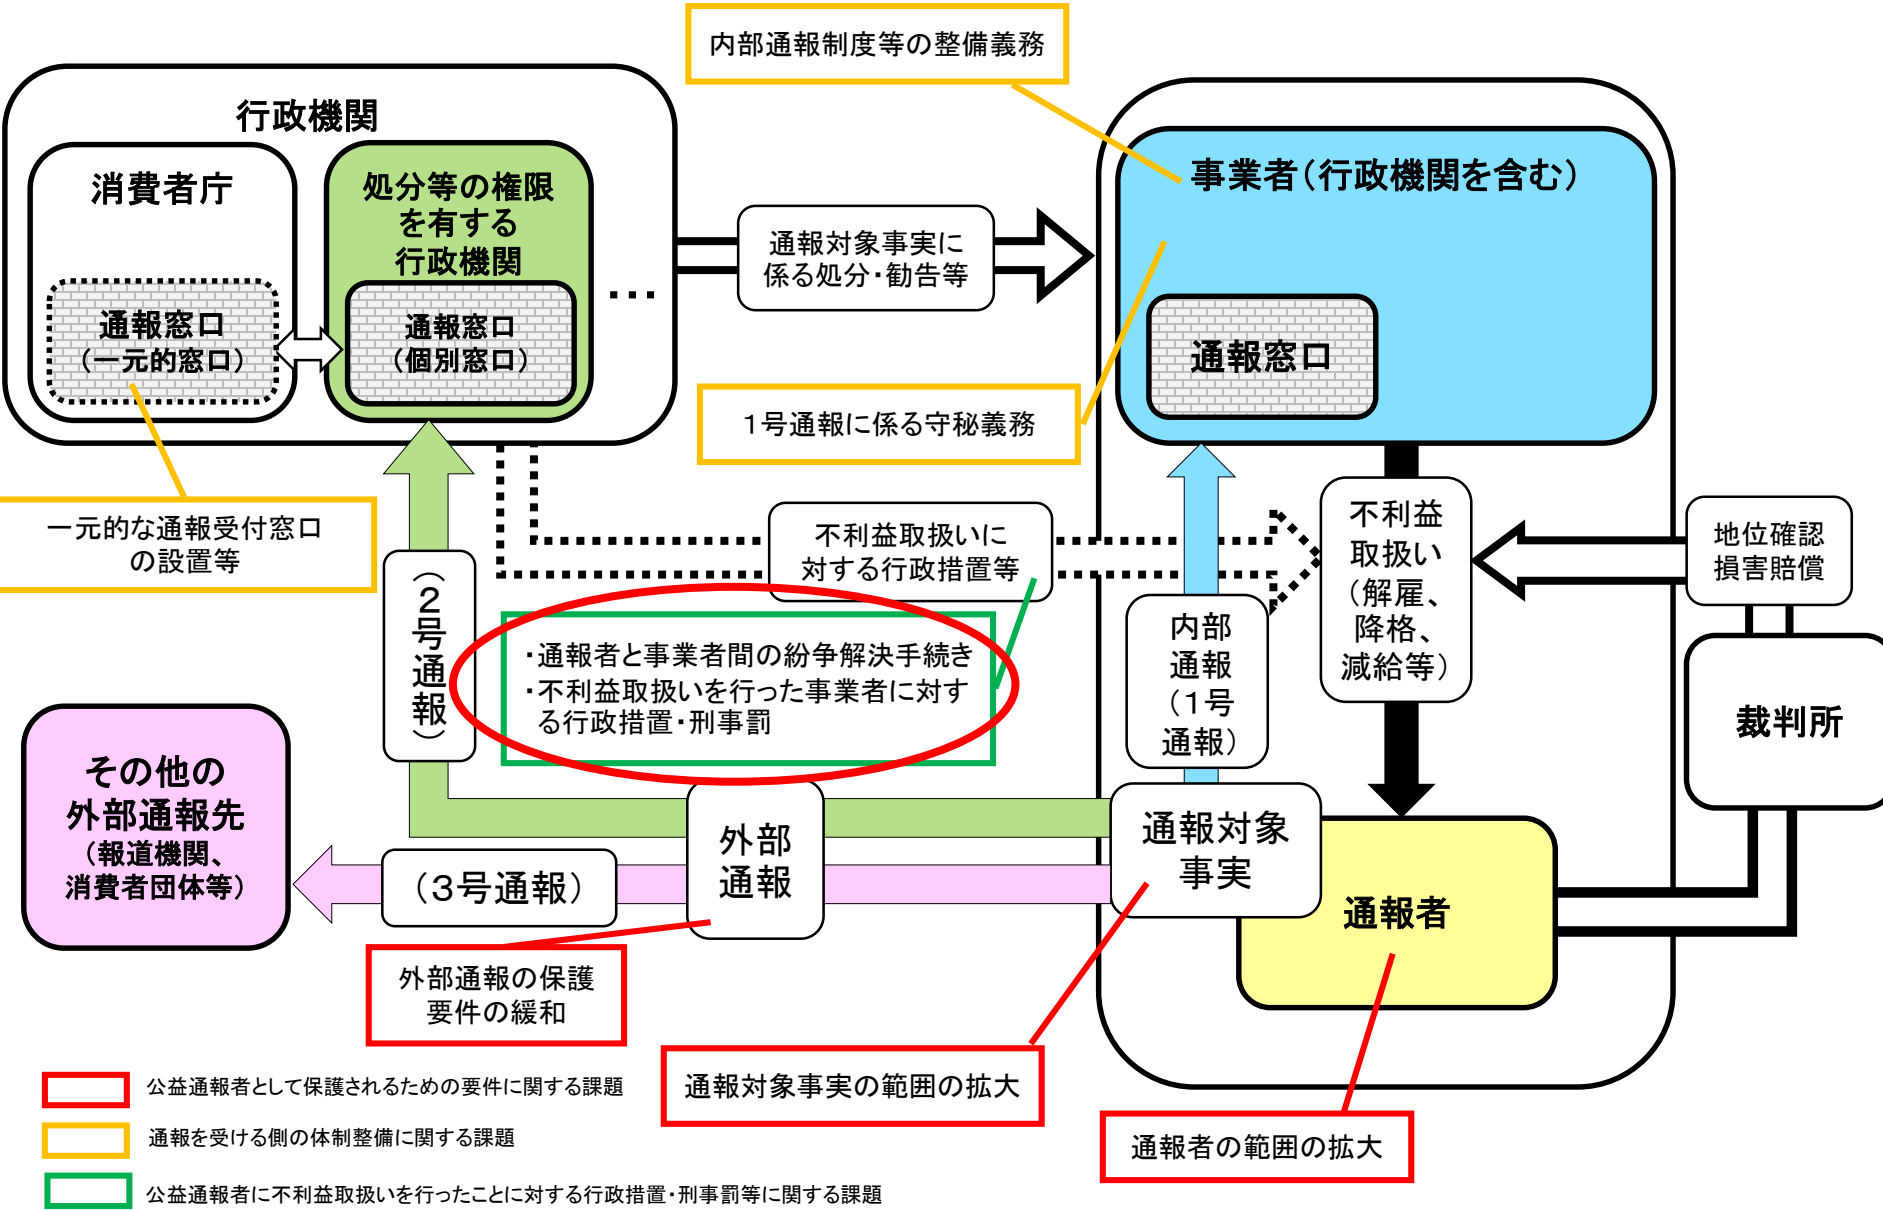 内部通報制度等の整備義務
行政機関
消費者庁
通報窓口
（一元的窓口）
処分等の権限
を有する
行政機関
通報窓口
（個別窓口）
…
通報対象事実に
係る処分・勧告等
事業者（行政機関を含む）
通報窓口
１号通報に係る守秘義務
一元的な通報受付窓口
の設置等
（２号通報）
不利益取扱いに
対する行政措置等
・通報者と事業者間の紛争解決手続き
・不利益取扱いを行った事業者に対す
る行政措置・刑事罰
内部
通報
（１号
通報）
不利益
取扱い
（解雇、
降格、
減給等）
地位確認
損害賠償
裁判所
その他の
外部通報先
（報道機関、
消費者団体等）
（３号通報）
外部
通報
通報対象
事実
通報者
外部通報の保護
要件の緩和
通報対象事実の範囲の拡大
通報者の範囲の拡大
公益通報者として保護されるための要件に関する課題
通報を受ける側の体制整備に関する課題
公益通報者に不利益取扱いを行ったことに対する行政措置・刑事罰等に関する課題